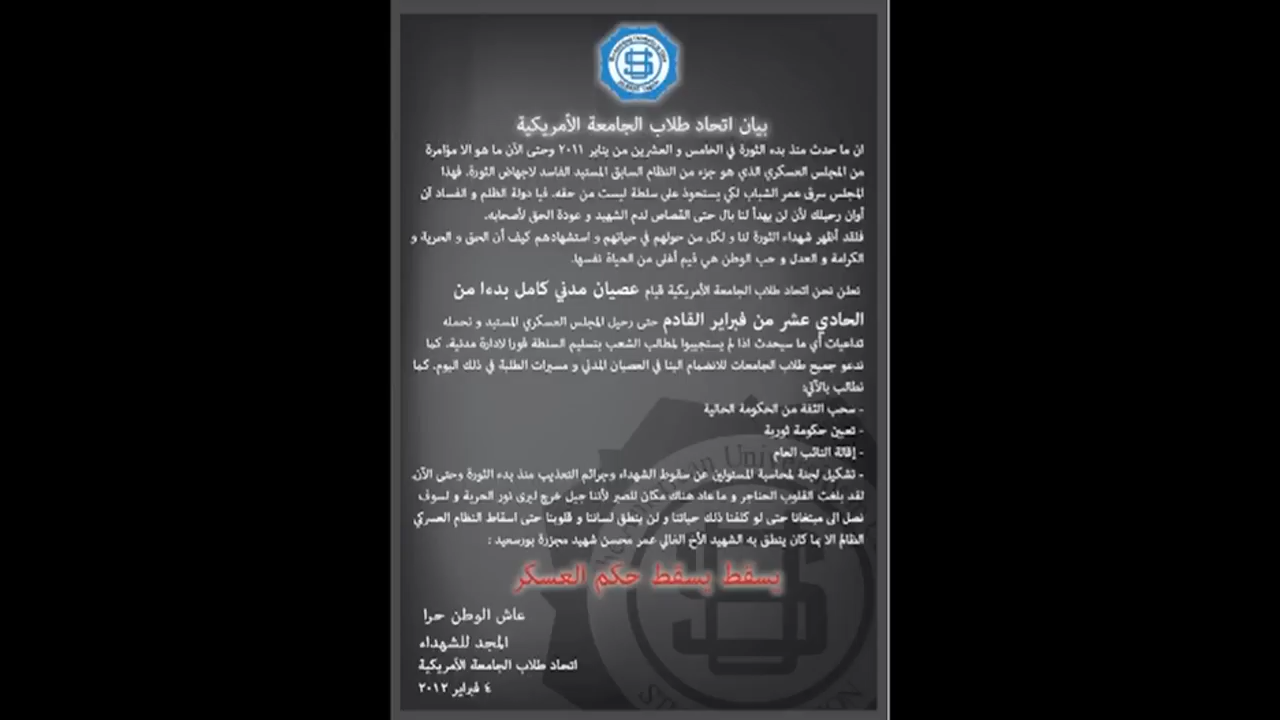 بيان اتحاد طلاب الجامعة الأمريكية
ان ما حدث منذ بدء الثورة في الخامس و العشرين من يناير ٢٠١١ وحتى الآن ما هو الا مؤامرة
من المجلس العسكري الذي هو جزء من النظام السابق المستبد الفاسد لاجهاض الثورة. فهذا
المجلس سرق عمر الشباب لكي يستحوذ على سلطة ليست من حقه. فيا دولة الظلم و الفساد آن
أوان رحيلك لأن لن يهدأ لنا بال حتى القصاص لدم الشهيد و عودة الحق لأصحابه.
فلقد أظهر شهداء الثورة لنا و لكل من حولهم في حياتهم و استشهادهم كيف أن الحق و الحرية و
الكرامة و العدل و حب الوطن هي قيم أغلى من الحياة نفسها.
نعلن نحن اتحاد طلاب الجامعة الأمريكية قيام عصيان مدني كامل بدءا من
الحادي عشر من فبراير القادم حتى رحيل المجلس العسكري المستبد و نحمله
تداعيات أي ما سيحدث اذا لم يستجيبوا لمطالب الشعب بتسليم السلطة فورا لادارة مدنية. كما
ندعو جميع طلاب الجامعات للانضمام الينا في العصيان المدني و مسيرات الطلبة في ذلك اليوم. كما
نطالب بالآتي:
- سحب الثقة من الحكومة الحالية
- تعيين حكومة ثورية
- إقالة النائب العام
- تشكيل لجنة لمحاسبة المسئولين عن سقوط الشهداء وجرائم التعذيب منذ بدء الثورة وحتى الآن.
لقد بلغت القلوب الحناجر و ما عاد هناك مكان للصبر لأننا جيل خرج ليرى نور الحرية و لسوف
نصل الى مبتغانا حتى لو كلفنا ذلك حياتنا و لن ينطق لساننا و قلوبنا حتى اسقاط النظام العسكري
الظالم الا بما كان ينطق به الشهيد الأخ الغالي عمر محسن شهيد مجزرة بورسعيد :
يسقط يسقط حكم العسكر
عاش الوطن حرا
المجد للشهداء
اتحاد طلاب الجامعة الأمريكية
٤ فبراير ٢٠١٢